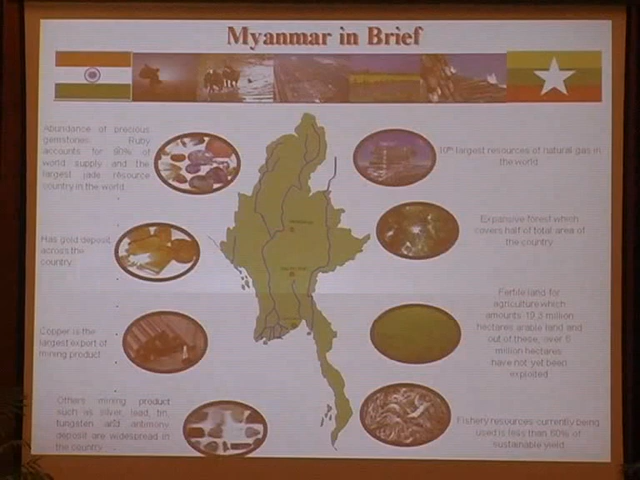 Myanmar in Brief
Abundance of precious
gemstones. Ruby
accounts for 90% of
world supply and the
largest jade resource
country in the world.
Has gold deposit
across the
country
Copper is the
largest export of
mining product
Others mining product
such as silver, lead, tin,
tungsten and antimony
deposit are widespread in
the country
10th largest resources of natural gas in
the world
Expansive forest which
covers half of total area of
the country
Fertile land for
agriculture which
amounts 19.3 million
hectares arable land and
out of these, over 6
million hectares
have not yet been
exploited
Fishery resources currently being
used is less than 60% of
sustainable yield